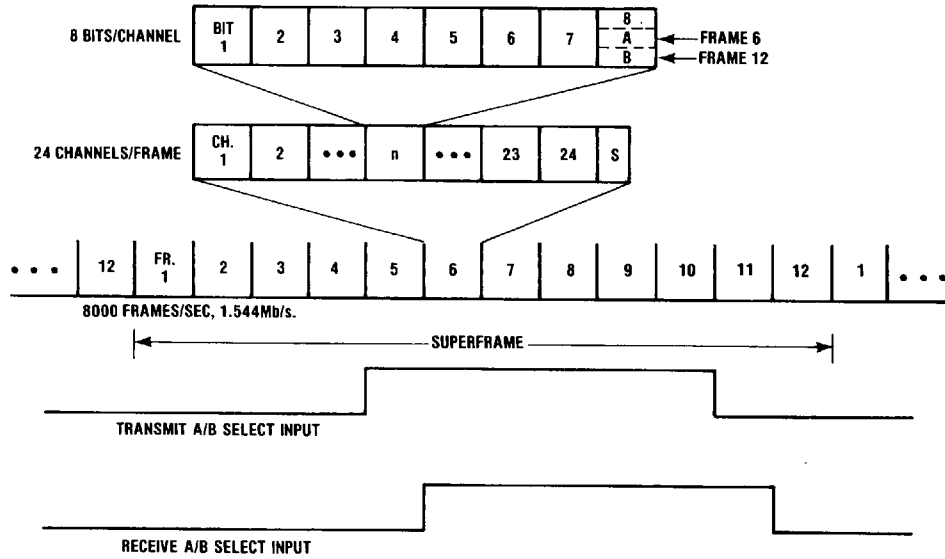 8 BITS/CHANNEL BIT 1 2 3 4 5 6 7 8
A FRAME 6
B FRAME 12
24 CHANNELS/FRAME CH. 1 2 ••• n ••• 23 24 S
••• 12 FR. 1 2 3 4 5 6 7 8 9 10 11 12 1 •••
8000 FRAMES/SEC, 1.544Mb/s.
SUPERFRAME
TRANSMIT A/B SELECT INPUT
RECEIVE A/B SELECT INPUT